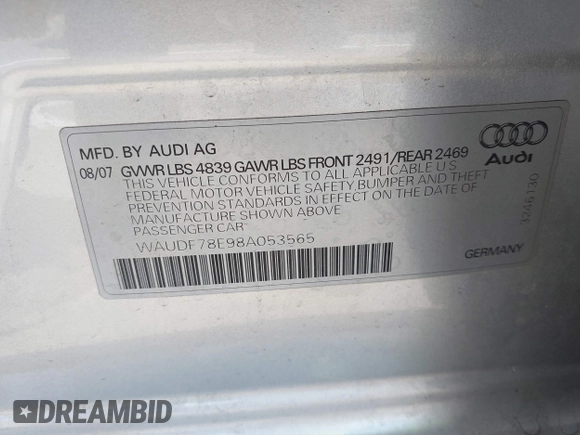 MFD. BY AUDI AG
08/07 GVWR LBS 4839 GAWR LBS FRONT 2491/REAR 2469
THIS VEHICLE CONFORMS TO ALL APPLICABLE U.S.
FEDERAL MOTOR VEHICLE SAFETY, BUMPER AND THEFT
PREVENTION STANDARDS IN EFFECT ON THE DATE OF
MANUFACTURE SHOWN ABOVE
PASSENGER CAR
WAUDF78E98A053565
Audi
3246130
GERMANY
DREAMBID